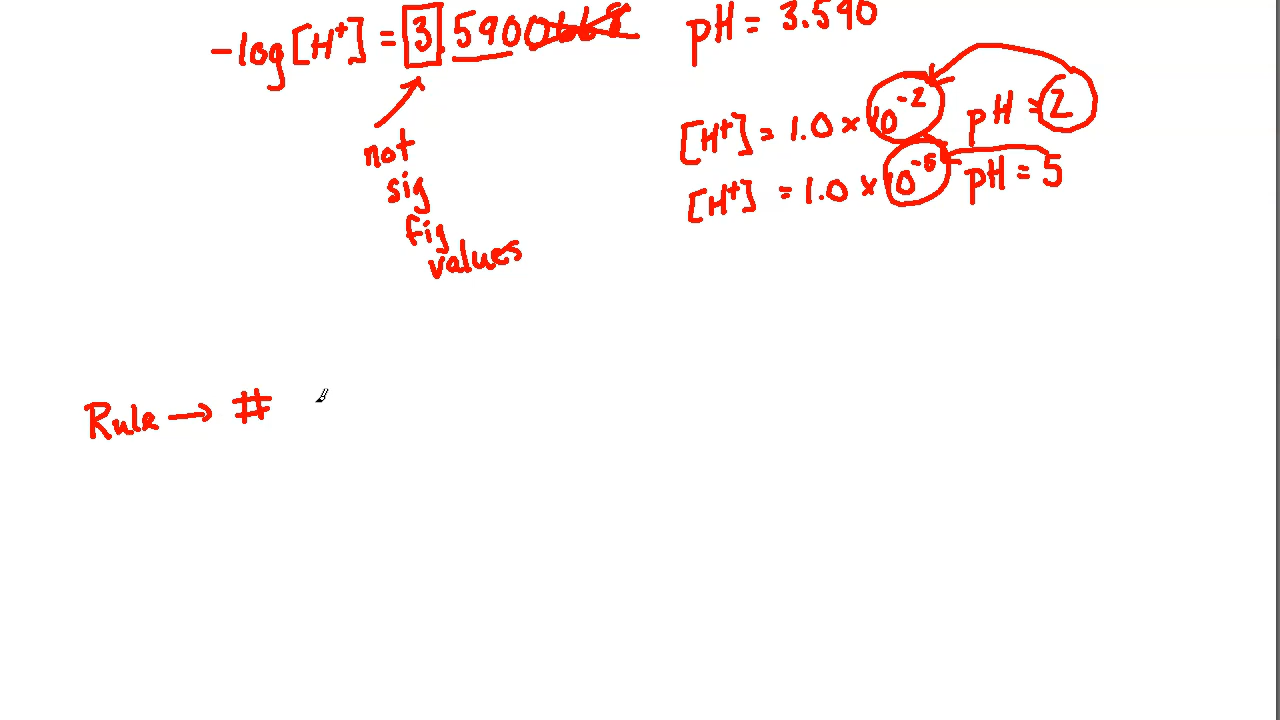 -log[H⁺] = 3.5900668
pH = 3.590
not
sig
fig
values
[H⁺] = 1.0 × 10⁻² pH = 2
[H⁺] = 1.0 × 10⁻⁵ pH = 5
Rule → #